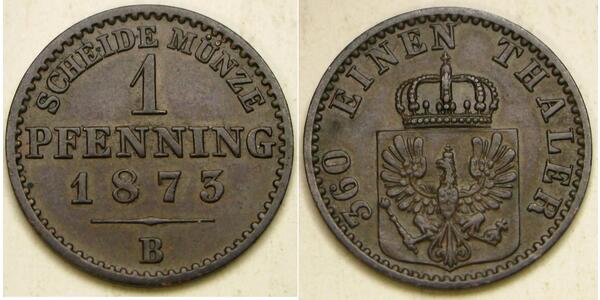 SCHEIDE MÜNZE
1
PFENNING
1873
B
360 EINEN THALER